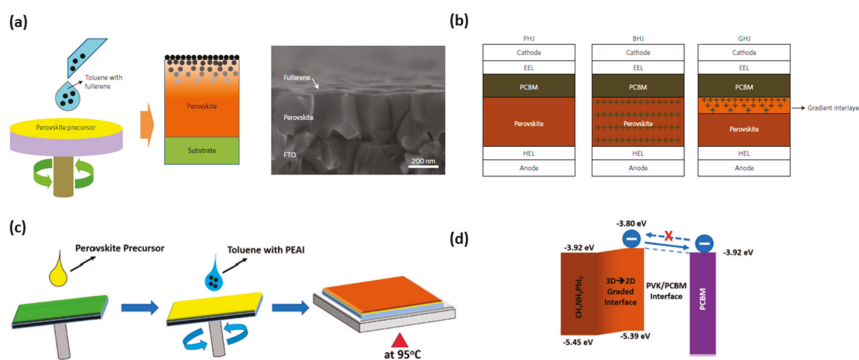 (a)
Toluene with
fullerene
Perovskite precursor
Perovskite
Substrate
Fullerene
Perovskite
FTO
200 nm
(b)
PHJ
Cathode
EEL
PCBM
Perovskite
HEL
Anode
BHJ
Cathode
EEL
PCBM
Perovskite
HEL
Anode
GHJ
Cathode
EEL
PCBM
Gradient interlayer
Perovskite
HEL
Anode
(c)
Perovskite Precursor
Toluene with PEAI
at 95°C
(d)
-3.80 eV
-3.92 eV
X
-3.92 eV
CH₃NH₃PbI₃
3D→2D
Graded
Interface
PVK/PCBM
Interface
PCBM
-5.45 eV
-5.39 eV